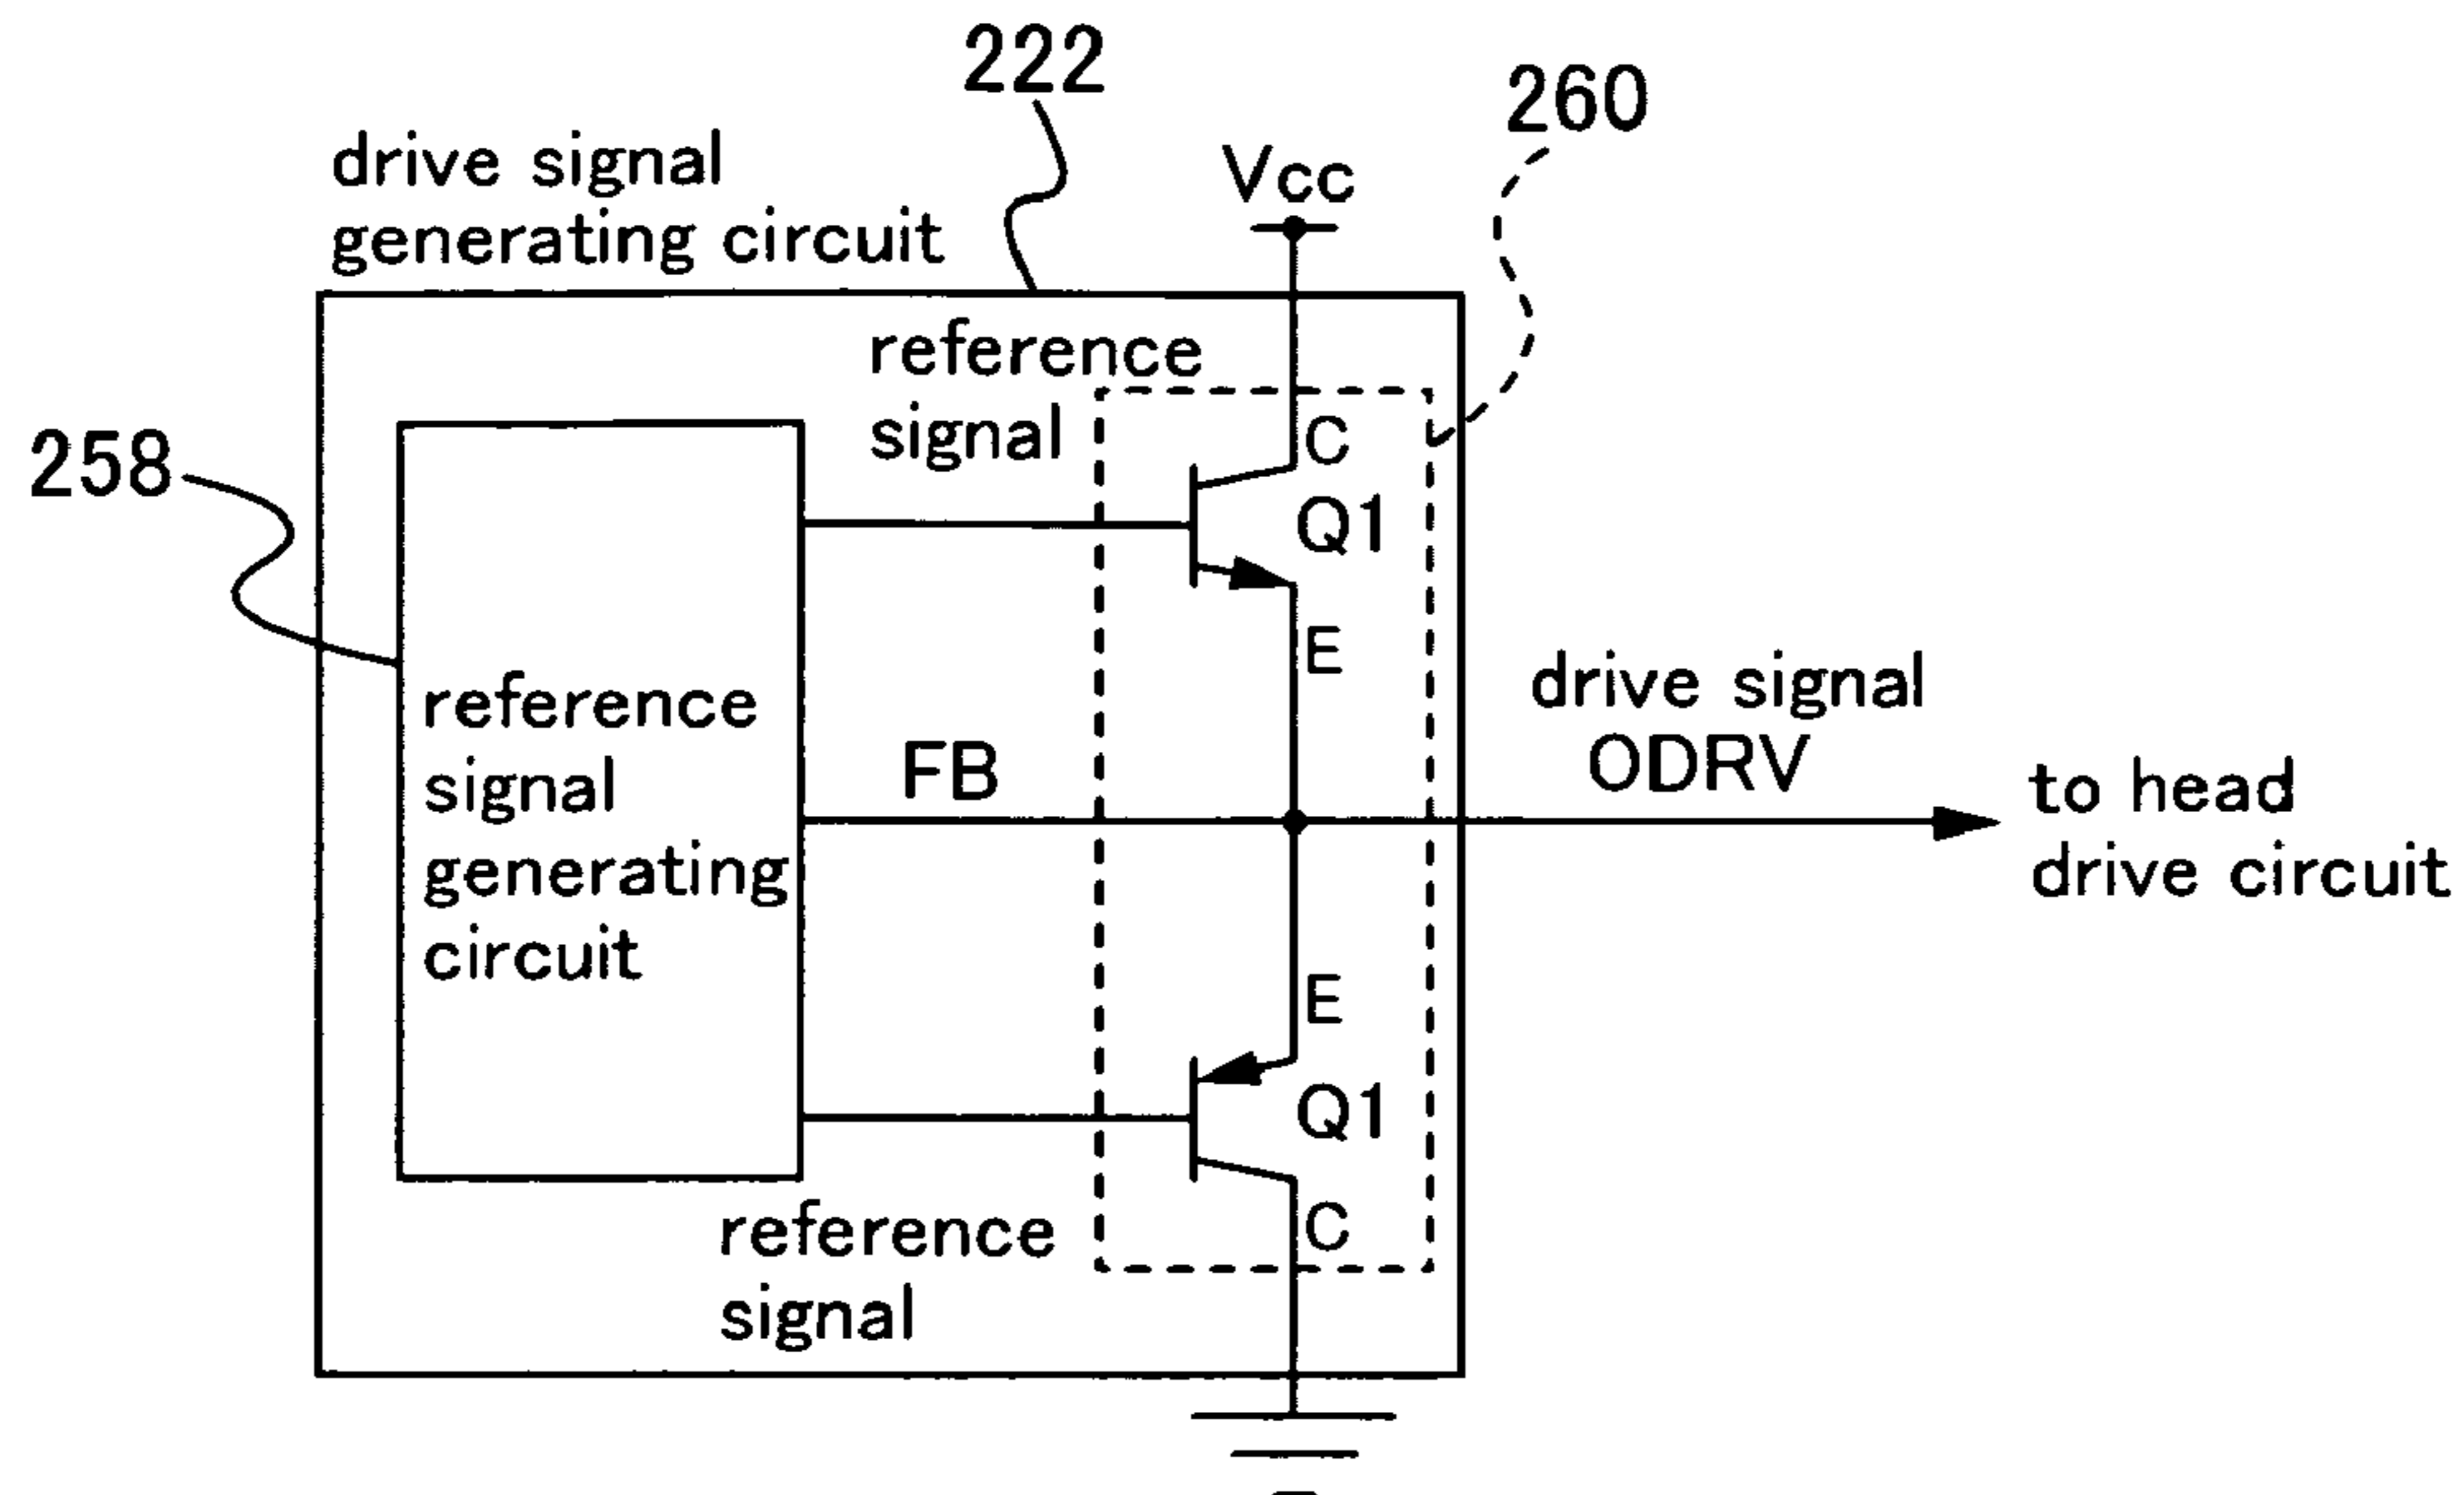 222
260
drive signal
generating circuit
Vcc
reference
signal
C
258
Q1
E
reference
signal
generating
circuit
FB
drive signal
ODRV
to head
drive circuit
E
Q1
C
reference
signal